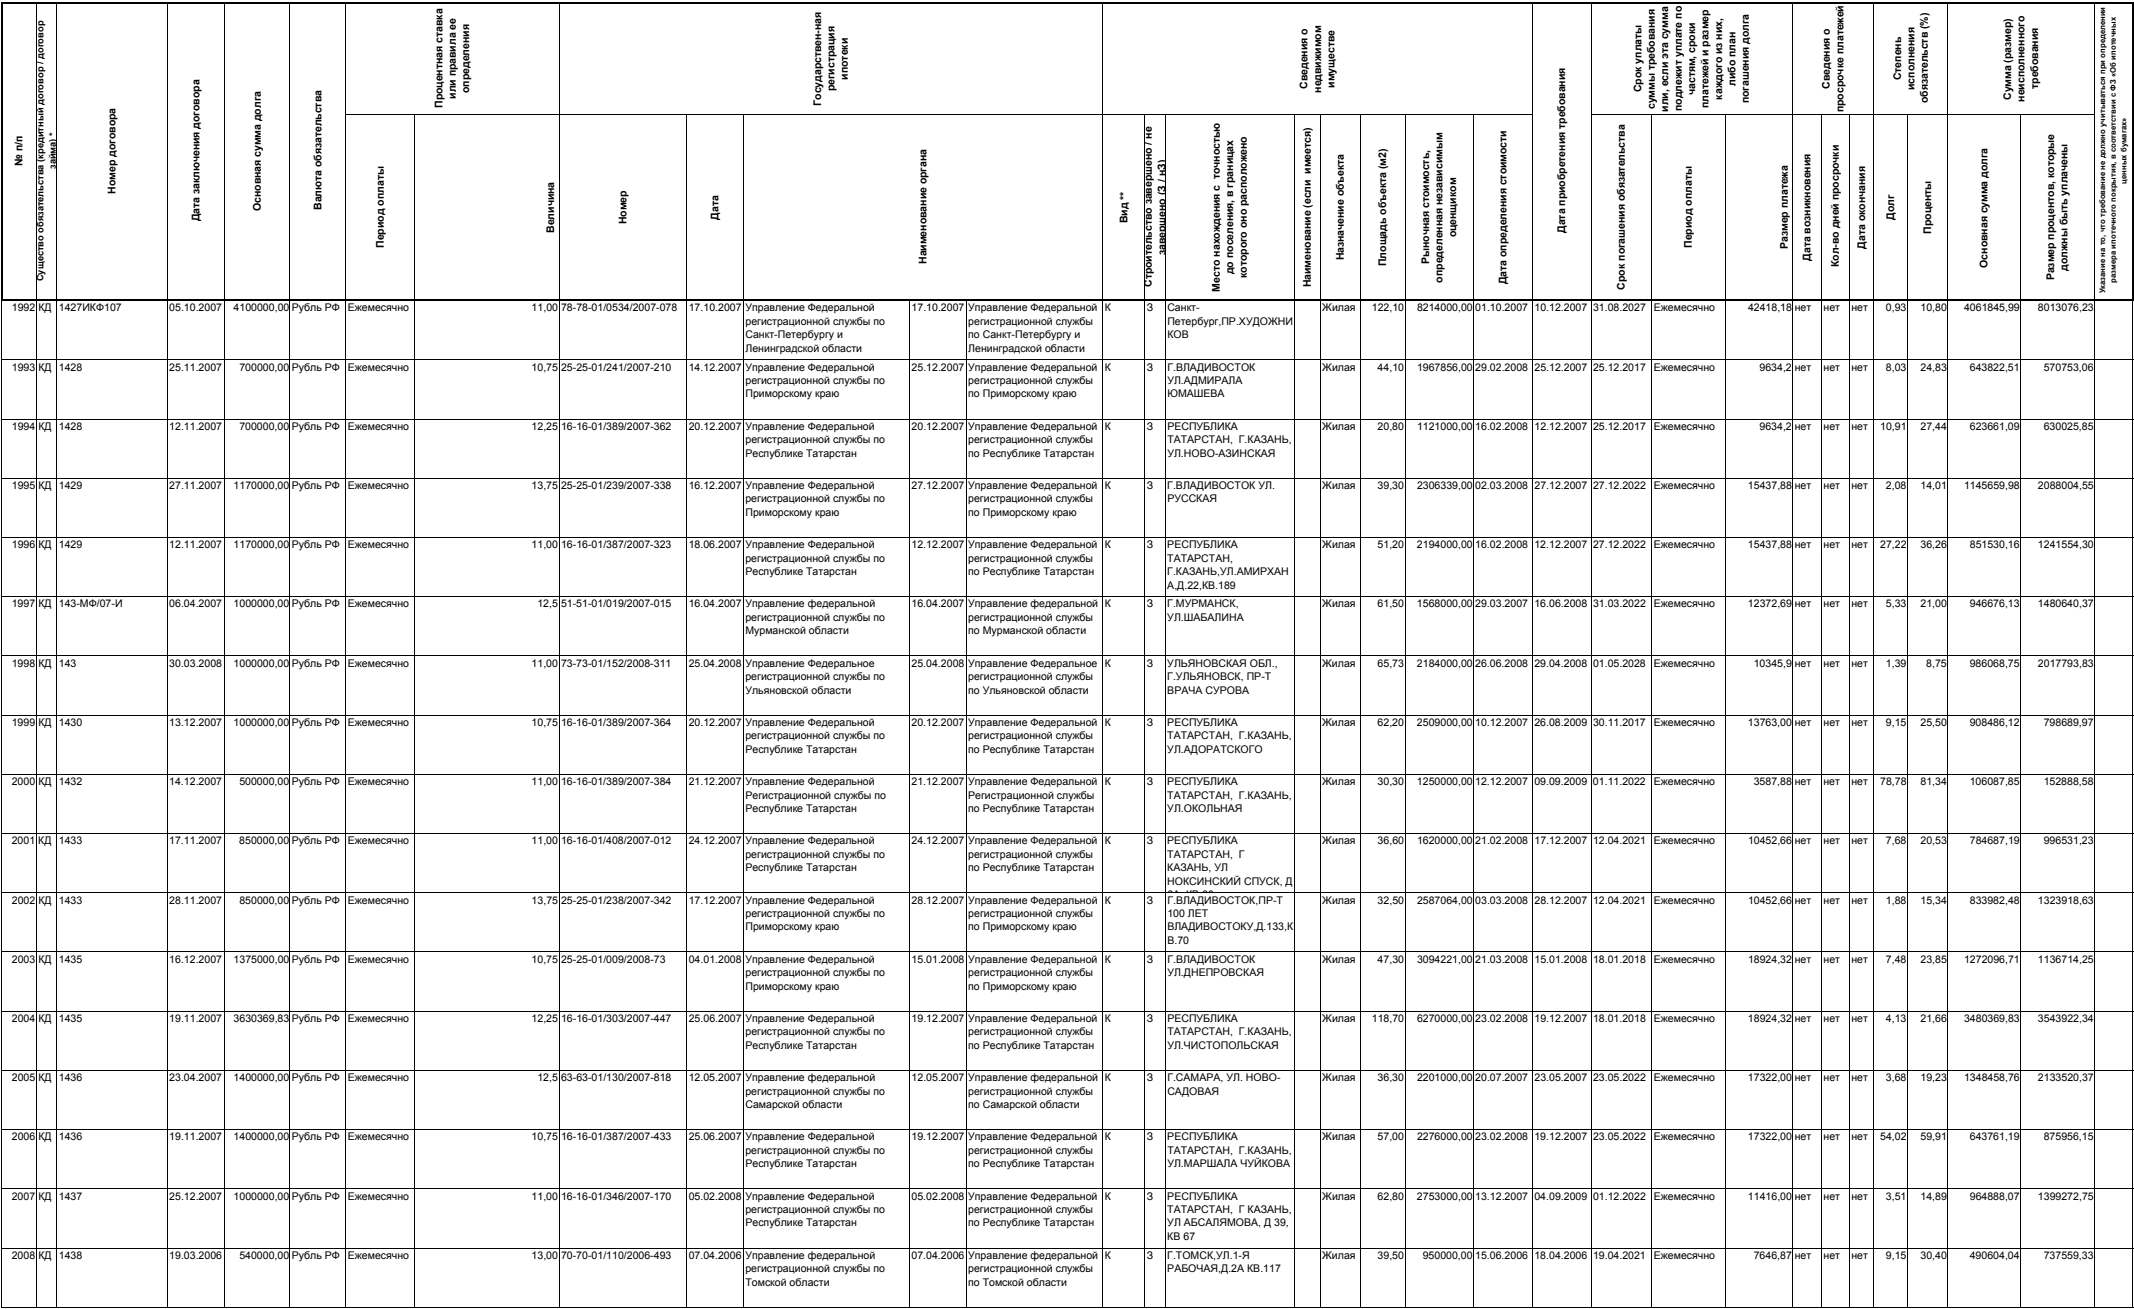 № п/п
Существо обязательства (кредитный договор / договор займа) *
Номер договора
Дата заключения договора
Основная сумма долга
Валюта обязательства
Процентная ставка или правила ее определения
Период оплаты
Величина
Государствен-ная регистрация ипотеки
Номер
Дата
Наименование органа
Сведения о недвижимом имуществе
Вид **
Строительство завершено / не завершено (З / нЗ)
Место нахождения с точностью до поселения, в границах которого оно расположено
Наименование (если имеется)
Назначение объекта
Площадь объекта (м2)
Рыночная стоимость, определенная независимым оценщиком
Дата определения стоимости
Дата приобретения требования
Срок уплаты суммы требования или, если эта сумма подлежит уплате по частям, сроки платежей и размер каждого из них, либо план погашения долга
Срок погашения обязательства
Период оплаты
Размер платежа
Сведения о просрочке платежей
Дата возникновения
Кол-во дней просрочки
Дата окончания
Степень исполнения обязательств (%)
Долг
Проценты
Сумма (размер) неисполненного требования
Основная сумма долга
Размер процентов, которые должны быть уплачены
Указание на то, что требование не должно учитываться при определении размера ипотечного покрытия, в соответствии с ФЗ «Об ипотечных ценных бумагах»
1992 КД 1427ИКФ107 05.10.2007 4100000,00 Рубль РФ Ежемесячно 11,00 78-78-01/0534/2007-078 17.10.2007 Управление Федеральной регистрационной службы по Санкт-Петербургу и Ленинградской области 17.10.2007 Управление Федеральной регистрационной службы по Санкт-Петербургу и Ленинградской области К З Санкт-Петербург,ПР.ХУДОЖНИКОВ Жилая 122,10 8214000,00 01.10.2007 10.12.2007 31.08.2027 Ежемесячно 42418,18 нет нет нет 0,93 10,80 4061845,99 8013076,23
1993 КД 1428 25.11.2007 700000,00 Рубль РФ Ежемесячно 10,75 25-25-01/241/2007-210 14.12.2007 Управление Федеральной регистрационной службы по Приморскому краю 25.12.2007 Управление Федеральной регистрационной службы по Приморскому краю К З Г.ВЛАДИВОСТОК УЛ.АДМИРАЛА ЮМАШЕВА Жилая 44,10 1967856,00 29.02.2008 25.12.2007 25.12.2017 Ежемесячно 9634,2 нет нет нет 8,03 24,83 643822,51 570753,06
1994 КД 1428 12.11.2007 700000,00 Рубль РФ Ежемесячно 12,25 16-16-01/389/2007-362 20.12.2007 Управление Федеральной регистрационной службы по Республике Татарстан 20.12.2007 Управление Федеральной регистрационной службы по Республике Татарстан К З РЕСПУБЛИКА ТАТАРСТАН, Г.КАЗАНЬ, УЛ.НОВО-АЗИНСКАЯ Жилая 20,80 1121000,00 16.02.2008 12.12.2007 25.12.2017 Ежемесячно 9634,2 нет нет нет 10,91 27,44 623661,09 630025,85
1995 КД 1429 27.11.2007 1170000,00 Рубль РФ Ежемесячно 13,75 25-25-01/239/2007-338 16.12.2007 Управление Федеральной регистрационной службы по Приморскому краю 27.12.2007 Управление Федеральной регистрационной службы по Приморскому краю К З Г.ВЛАДИВОСТОК УЛ. РУССКАЯ Жилая 39,30 2306339,00 02.03.2008 27.12.2007 27.12.2022 Ежемесячно 15437,88 нет нет нет 2,08 14,01 1145659,98 2088004,55
1996 КД 1429 12.11.2007 1170000,00 Рубль РФ Ежемесячно 11,00 16-16-01/387/2007-323 18.06.2007 Управление Федеральной регистрационной службы по Республике Татарстан 12.12.2007 Управление Федеральной регистрационной службы по Республике Татарстан К З РЕСПУБЛИКА ТАТАРСТАН, Г.КАЗАНЬ,УЛ.АМИРХАНА,Д.22,КВ.189 Жилая 51,20 2194000,00 16.02.2008 12.12.2007 27.12.2022 Ежемесячно 15437,88 нет нет нет 27,22 36,26 851530,16 1241554,30
1997 КД 143-МФ/07-И 06.04.2007 1000000,00 Рубль РФ Ежемесячно 12,5 51-51-01/019/2007-015 16.04.2007 Управление Федеральной регистрационной службы по Мурманской области 16.04.2007 Управление Федеральной регистрационной службы по Мурманской области К З Г.МУРМАНСК, УЛ.ШАБАЛИНА Жилая 61,50 1568000,00 29.03.2007 16.06.2008 31.03.2022 Ежемесячно 12372,69 нет нет нет 5,33 21,00 946676,13 1480640,37
1998 КД 143 30.03.2008 1000000,00 Рубль РФ Ежемесячно 11,00 73-73-01/152/2008-311 25.04.2008 Управление Федеральное регистрационной службы по Ульяновской области 25.04.2008 Управление Федеральное регистрационной службы по Ульяновской области К З УЛЬЯНОВСКАЯ ОБЛ., Г.УЛЬЯНОВСК, ПР-Т ВРАЧА СУРОВА Жилая 65,73 2184000,00 26.06.2008 29.04.2008 01.05.2028 Ежемесячно 10345,9 нет нет нет 1,39 8,75 986068,75 2017793,83
1999 КД 1430 13.12.2007 1000000,00 Рубль РФ Ежемесячно 10,75 16-16-01/389/2007-364 20.12.2007 Управление Федеральной регистрационной службы по Республике Татарстан 20.12.2007 Управление Федеральной регистрационной службы по Республике Татарстан К З РЕСПУБЛИКА ТАТАРСТАН, Г.КАЗАНЬ, УЛ.АДОРАТСКОГО Жилая 62,20 2509000,00 10.12.2007 26.08.2009 30.11.2017 Ежемесячно 13763,00 нет нет нет 9,15 25,50 908486,12 798689,97
2000 КД 1432 14.12.2007 500000,00 Рубль РФ Ежемесячно 11,00 16-16-01/389/2007-384 21.12.2007 Управление Федеральной Регистрационной службы по Республике Татарстан 21.12.2007 Управление Федеральной Регистрационной службы по Республике Татарстан К З РЕСПУБЛИКА ТАТАРСТАН, Г.КАЗАНЬ, УЛ.ОКОЛЬНАЯ Жилая 30,30 1250000,00 12.12.2007 09.09.2009 01.11.2022 Ежемесячно 3587,88 нет нет нет 78,78 81,34 106087,85 152888,58
2001 КД 1433 17.11.2007 850000,00 Рубль РФ Ежемесячно 11,00 16-16-01/408/2007-012 24.12.2007 Управление Федеральной регистрационной службы по Республике Татарстан 24.12.2007 Управление Федеральной регистрационной службы по Республике Татарстан К З РЕСПУБЛИКА ТАТАРСТАН, Г КАЗАНЬ, УЛ НОКСИНСКИЙ СПУСК, Д Жилая 36,60 1620000,00 21.02.2008 17.12.2007 12.04.2021 Ежемесячно 10452,66 нет нет нет 7,68 20,53 784687,19 996531,23
2002 КД 1433 28.11.2007 850000,00 Рубль РФ Ежемесячно 13,75 25-25-01/238/2007-342 17.12.2007 Управление Федеральной регистрационной службы по Приморскому краю 28.12.2007 Управление Федеральной регистрационной службы по Приморскому краю К З Г.ВЛАДИВОСТОК,ПР-Т 100 ЛЕТ ВЛАДИВОСТОКУ,Д.133,КВ.70 Жилая 32,50 2587064,00 03.03.2008 28.12.2007 12.04.2021 Ежемесячно 10452,66 нет нет нет 1,88 15,34 833982,48 1323918,63
2003 КД 1435 16.12.2007 1375000,00 Рубль РФ Ежемесячно 10,75 25-25-01/009/2008-73 04.01.2008 Управление Федеральной регистрационной службы по Приморскому краю 15.01.2008 Управление Федеральной регистрационной службы по Приморскому краю К З Г.ВЛАДИВОСТОК УЛ.ДНЕПРОВСКАЯ Жилая 47,30 3094221,00 21.03.2008 15.01.2008 18.01.2018 Ежемесячно 18924,32 нет нет нет 7,48 23,85 1272096,71 1136714,25
2004 КД 1435 19.11.2007 3630369,83 Рубль РФ Ежемесячно 12,25 16-16-01/303/2007-447 25.06.2007 Управление Федеральной регистрационной службы по Республике Татарстан 19.12.2007 Управление Федеральной регистрационной службы по Республике Татарстан К З РЕСПУБЛИКА ТАТАРСТАН, Г.КАЗАНЬ, УЛ.ЧИСТОПОЛЬСКАЯ Жилая 118,70 6270000,00 23.02.2008 19.12.2007 18.01.2018 Ежемесячно 18924,32 нет нет нет 4,13 21,66 3480369,83 3543922,34
2005 КД 1436 23.04.2007 1400000,00 Рубль РФ Ежемесячно 12,5 63-63-01/130/2007-818 12.05.2007 Управление федеральной регистрационной службы по Самарской области 12.05.2007 Управление федеральной регистрационной службы по Самарской области К З Г.САМАРА, УЛ. НОВО-САДОВАЯ Жилая 36,30 2201000,00 20.07.2007 23.05.2007 23.05.2022 Ежемесячно 17322,00 нет нет нет 3,68 19,23 1348458,76 2133520,37
2006 КД 1436 19.11.2007 1400000,00 Рубль РФ Ежемесячно 10,75 16-16-01/387/2007-433 25.06.2007 Управление Федеральной регистрационной службы по Республике Татарстан 19.12.2007 Управление Федеральной регистрационной службы по Республике Татарстан К З РЕСПУБЛИКА ТАТАРСТАН, Г.КАЗАНЬ, УЛ.МАРШАЛА ЧУЙКОВА Жилая 57,00 2276000,00 23.02.2008 19.12.2007 23.05.2022 Ежемесячно 17322,00 нет нет нет 54,02 59,91 643761,19 875956,15
2007 КД 1437 25.12.2007 1000000,00 Рубль РФ Ежемесячно 11,00 16-16-01/346/2007-170 05.02.2008 Управление Федеральной регистрационной службы по Республике Татарстан 05.02.2008 Управление Федеральной регистрационной службы по Республике Татарстан К З РЕСПУБЛИКА ТАТАРСТАН, Г КАЗАНЬ, УЛ АБСАЛЯМОВА, Д 39, КВ 67 Жилая 62,80 2753000,00 13.12.2007 04.09.2009 01.12.2022 Ежемесячно 11416,00 нет нет нет 3,51 14,89 964888,07 1399272,75
2008 КД 1438 19.03.2006 540000,00 Рубль РФ Ежемесячно 13,00 70-70-01/110/2006-493 07.04.2006 Управление федеральной регистрационной службы по Томской области 07.04.2006 Управление федеральной регистрационной службы по Томской области К З Г.ТОМСК,УЛ.1-Я РАБОЧАЯ,Д.2А КВ.117 Жилая 39,50 950000,00 15.06.2006 18.04.2006 19.04.2021 Ежемесячно 7646,87 нет нет нет 9,15 30,40 490604,04 737559,33